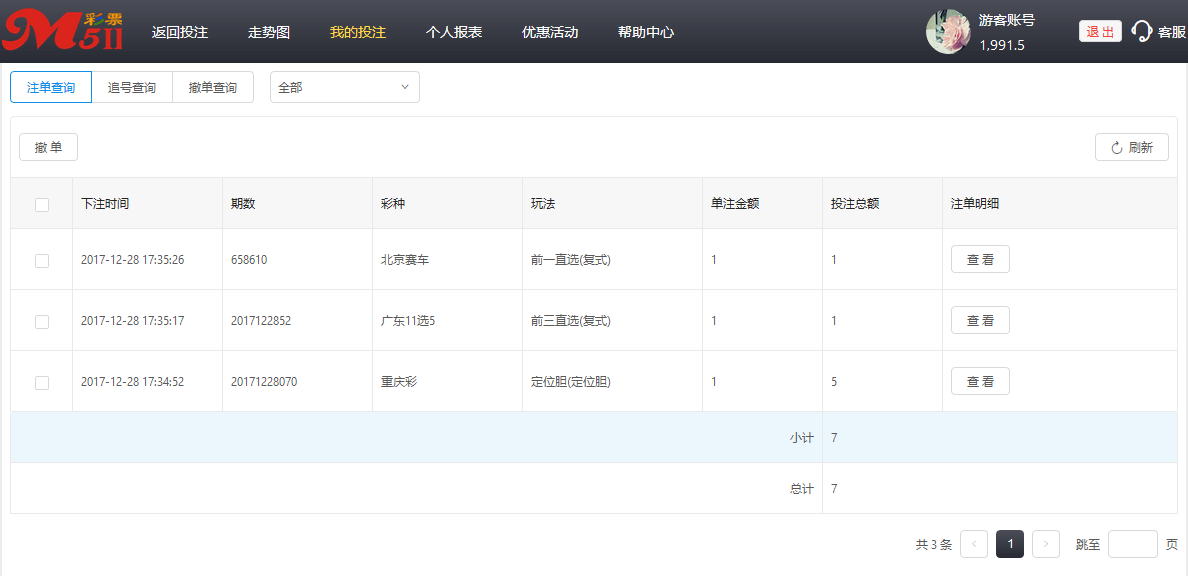 M 彩票 511 返回投注 走势图 我的投注 个人报表 优惠活动 帮助中心 游客账号 退出 客服
1,991.5
注单查询 追号查询 撤单查询 全部
撤单 刷新
下注时间 期数 彩种 玩法 单注金额 投注总额 注单明细
2017-12-28 17:35:26 658610 北京赛车 前一直选(复式) 1 1 查看
2017-12-28 17:35:17 2017122852 广东11选5 前三直选(复式) 1 1 查看
2017-12-28 17:34:52 20171228070 重庆彩 定位胆(定位胆) 1 5 查看
小计 7
总计 7
共 3 条 < 1 > 跳至 页